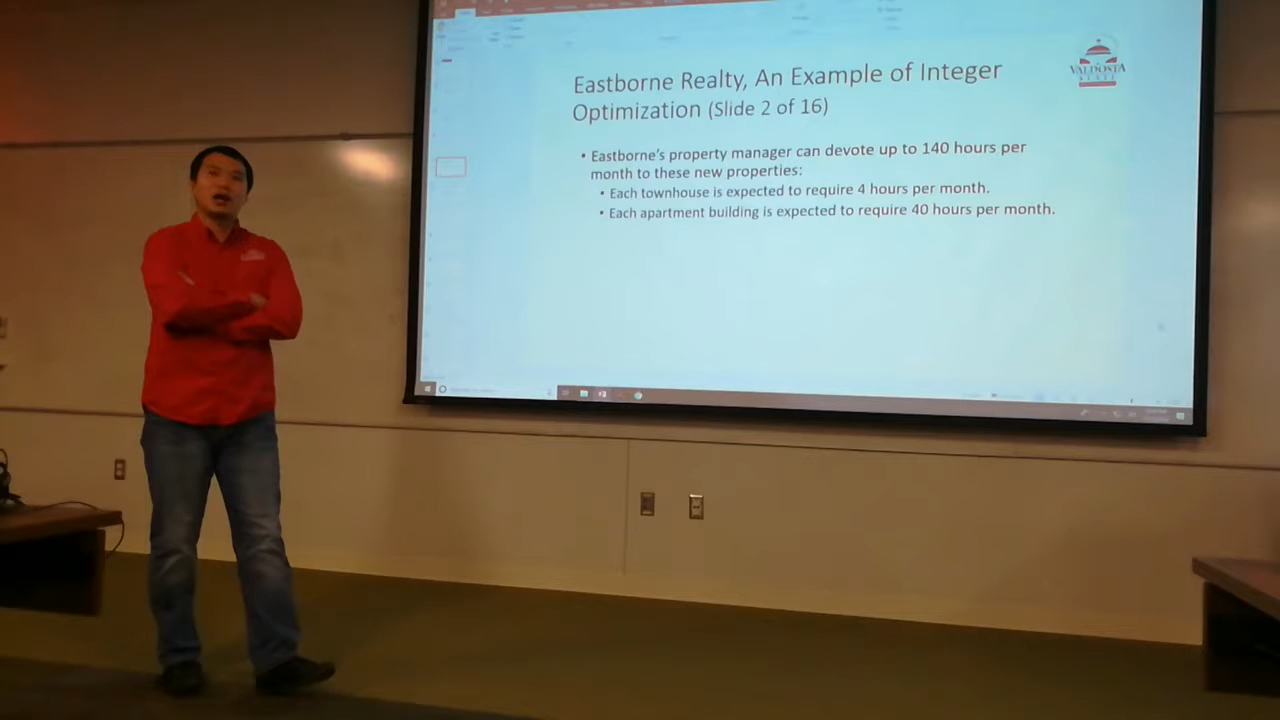 Eastborne Realty, An Example of Integer
Optimization (Slide 2 of 16)
VALDOSTA
STATE
• Eastborne's property manager can devote up to 140 hours per
month to these new properties:
• Each townhouse is expected to require 4 hours per month.
• Each apartment building is expected to require 40 hours per month.